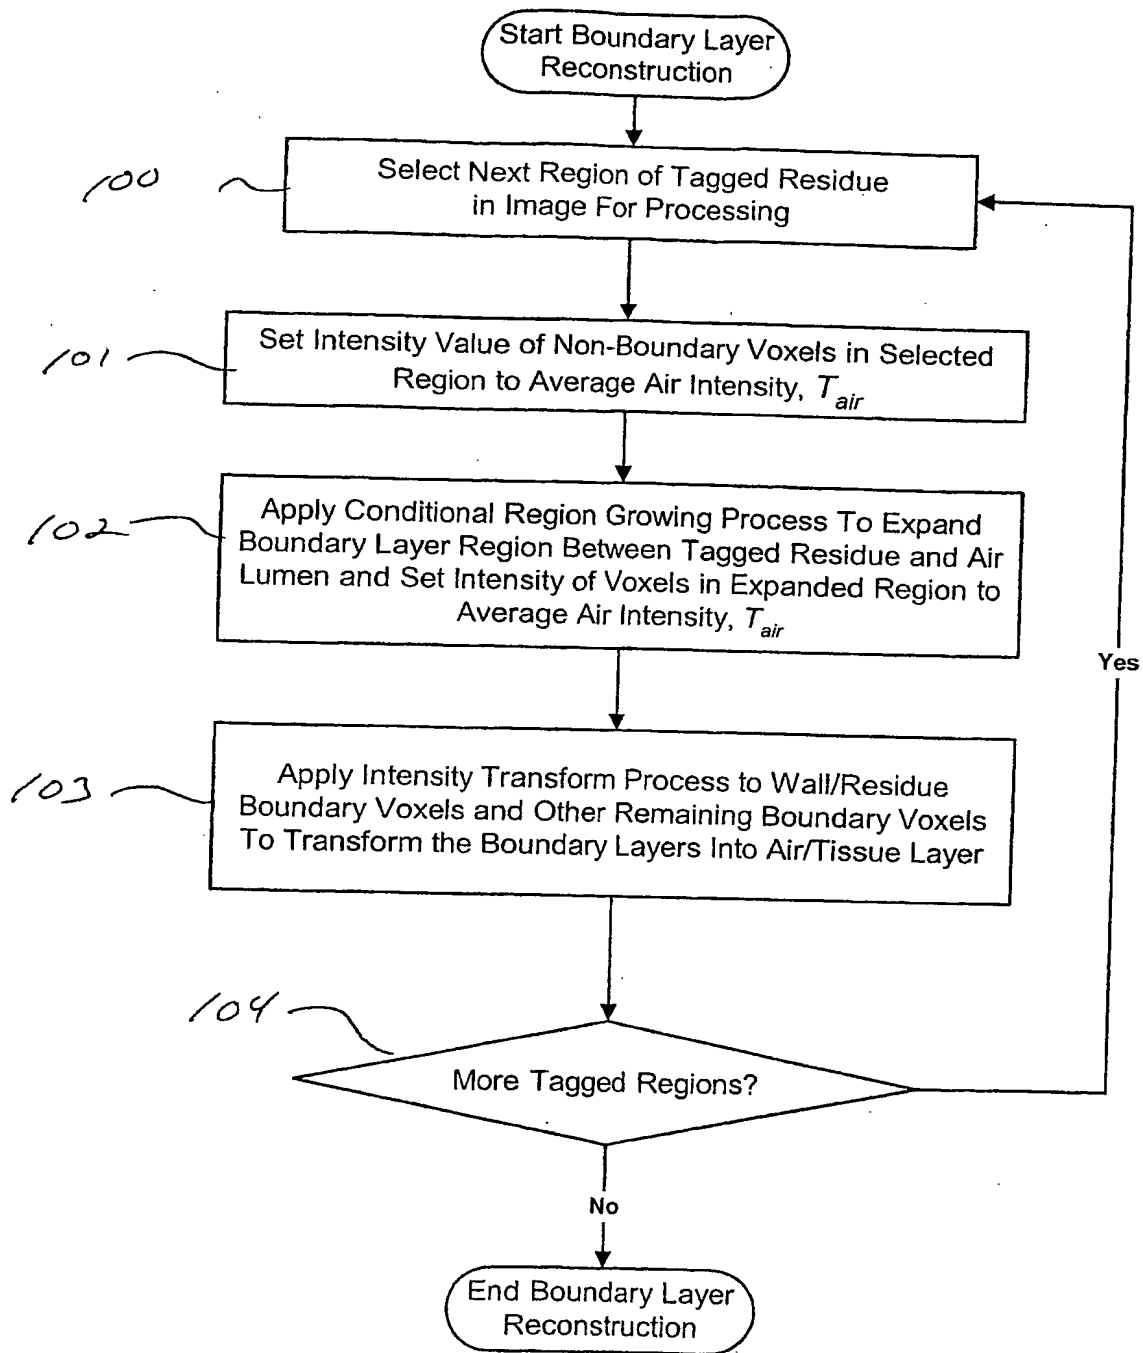 Start Boundary Layer
Reconstruction
100
Select Next Region of Tagged Residue
in Image For Processing
101
Set Intensity Value of Non-Boundary Voxels in Selected
Region to Average Air Intensity, T_air
102
Apply Conditional Region Growing Process To Expand
Boundary Layer Region Between Tagged Residue and Air
Lumen and Set Intensity of Voxels in Expanded Region to
Average Air Intensity, T_air
Yes
103
Apply Intensity Transform Process to Wall/Residue
Boundary Voxels and Other Remaining Boundary Voxels
To Transform the Boundary Layers Into Air/Tissue Layer
104
More Tagged Regions?
No
End Boundary Layer
Reconstruction